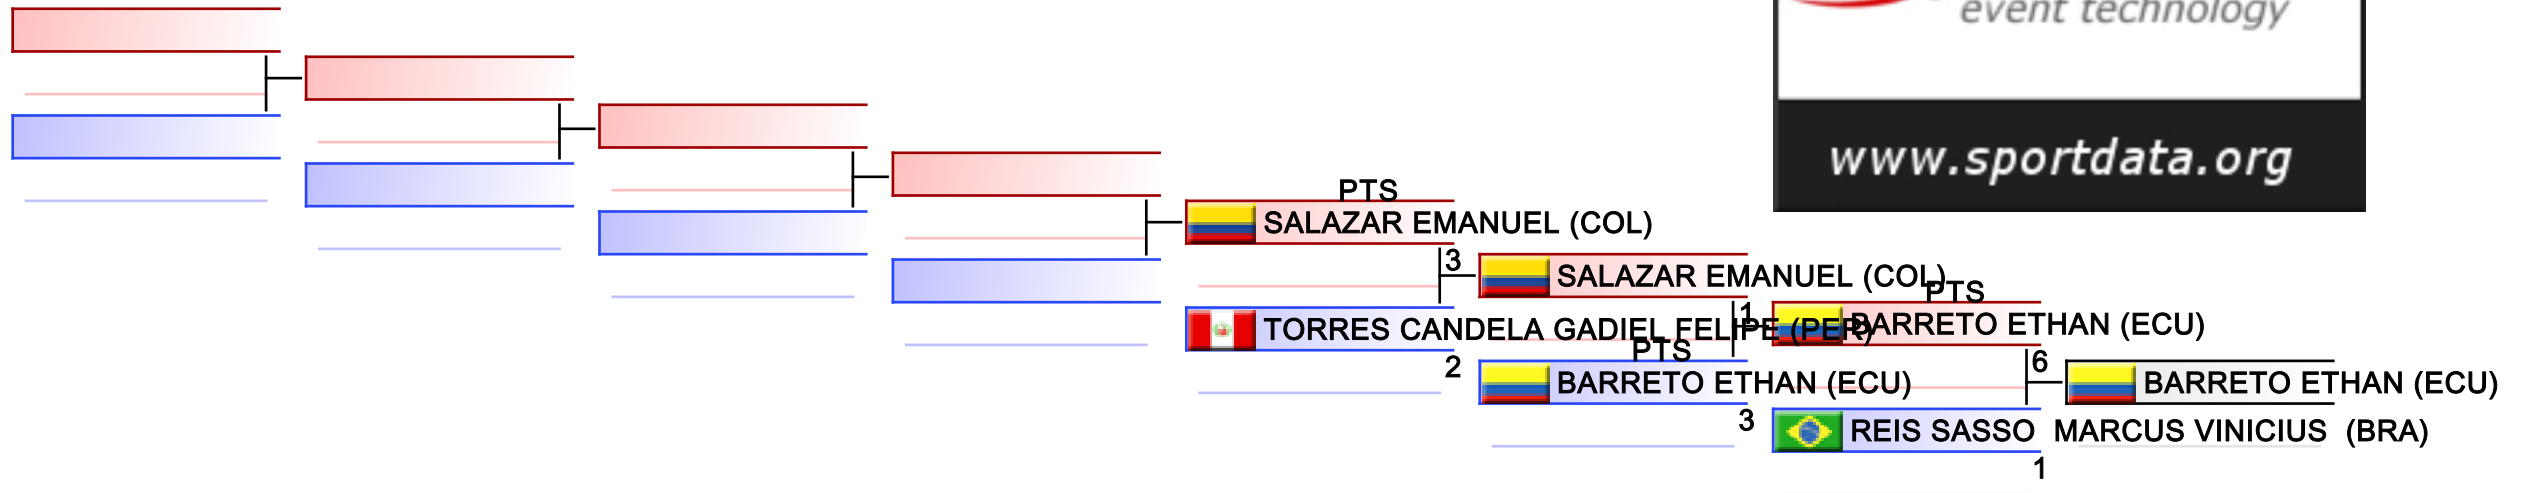 event technology
www.sportdata.org
PTS
SALAZAR EMANUEL (COL)
3
SALAZAR EMANUEL (COL)
PTS
1
TORRES CANDELA GADIEL FELIPE (PER)
BARRETO ETHAN (ECU)
PTS
2
6
BARRETO ETHAN (ECU)
BARRETO ETHAN (ECU)
3
REIS SASSO  MARCUS VINICIUS  (BRA)
1